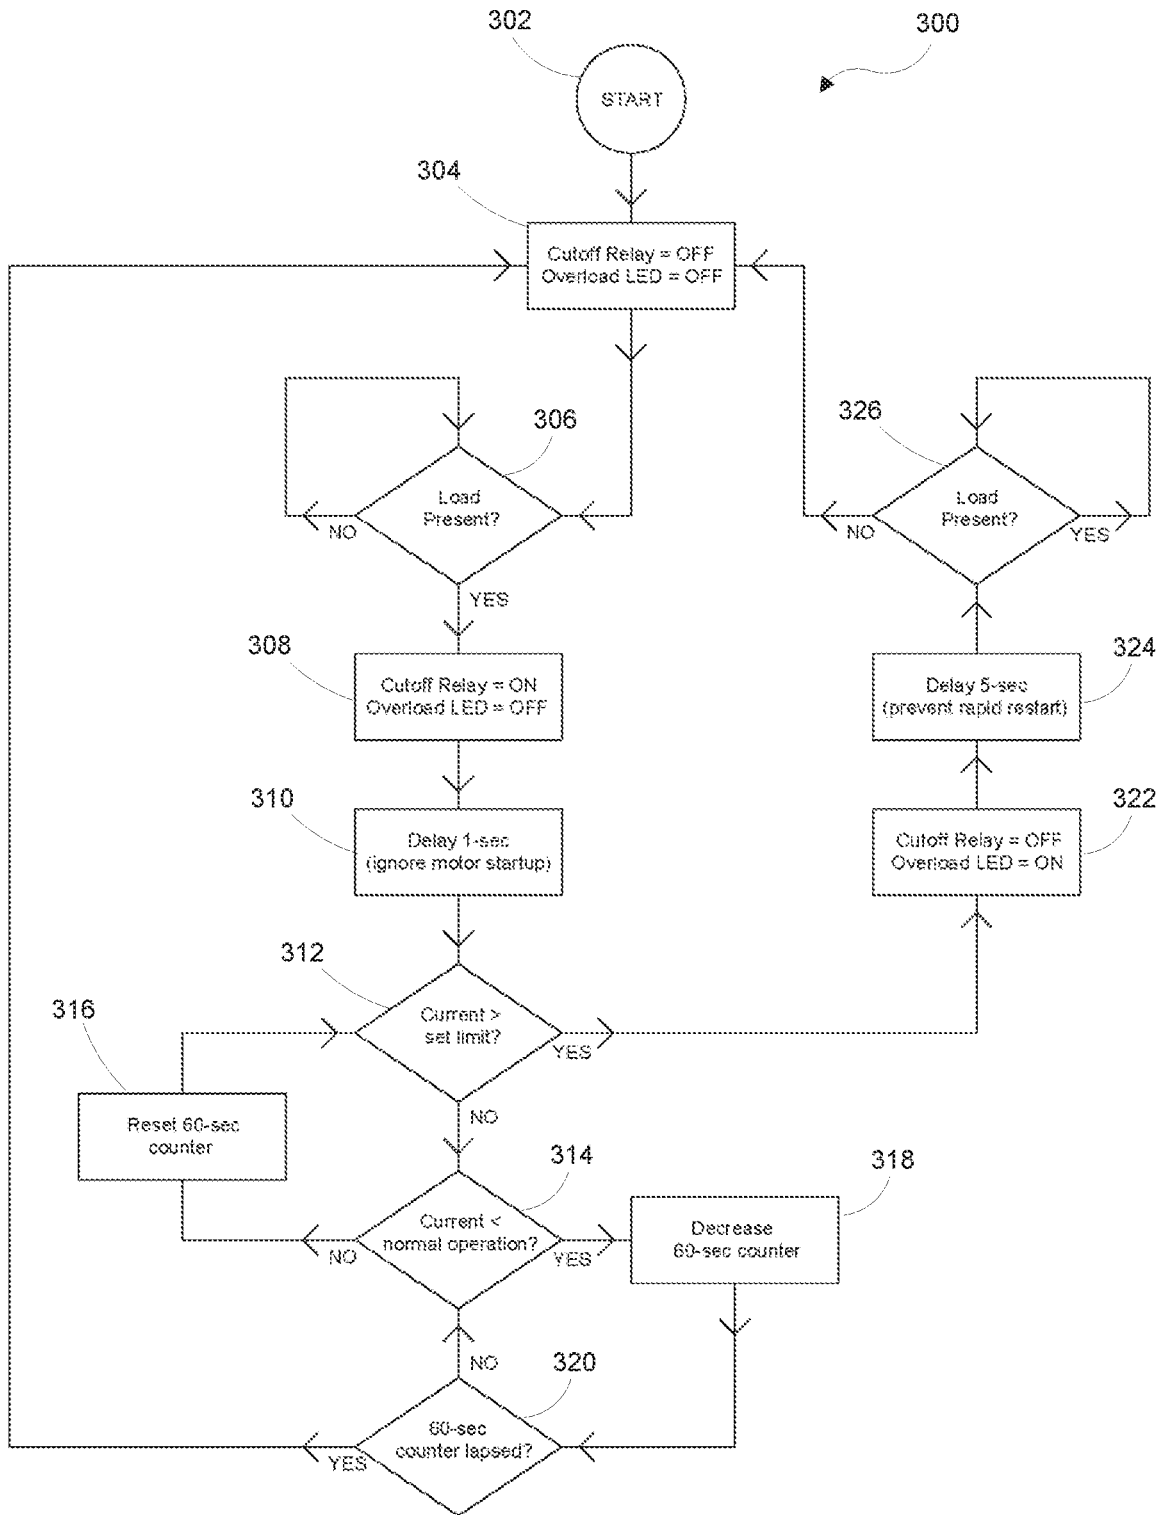 302
300
START
304
Cutoff Relay = OFF
Overload LED = OFF
306
Load
Present?
NO
YES
326
Load
Present?
NO
YES
308
Cutoff Relay = ON
Overload LED = OFF
324
Delay 5-sec
(prevent rapid restart)
310
Delay 1-sec
(ignore motor startup)
322
Cutoff Relay = OFF
Overload LED = ON
312
Current >
set limit?
YES
NO
316
Reset 60-sec
counter
314
Current <
normal operation?
NO
YES
318
Decrease
60-sec counter
NO
320
60-sec
counter lapsed?
YES